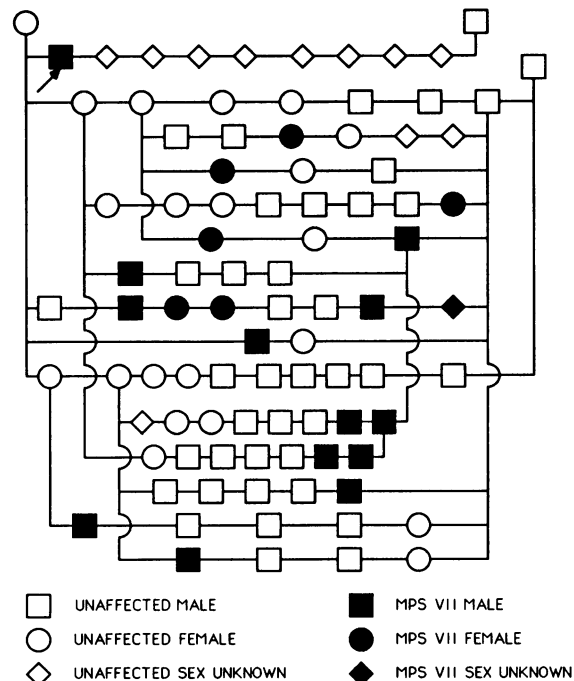 UNAFFECTED MALE MPS VII MALE
UNAFFECTED FEMALE MPS VII FEMALE
UNAFFECTED SEX UNKNOWN MPS VII SEX UNKNOWN